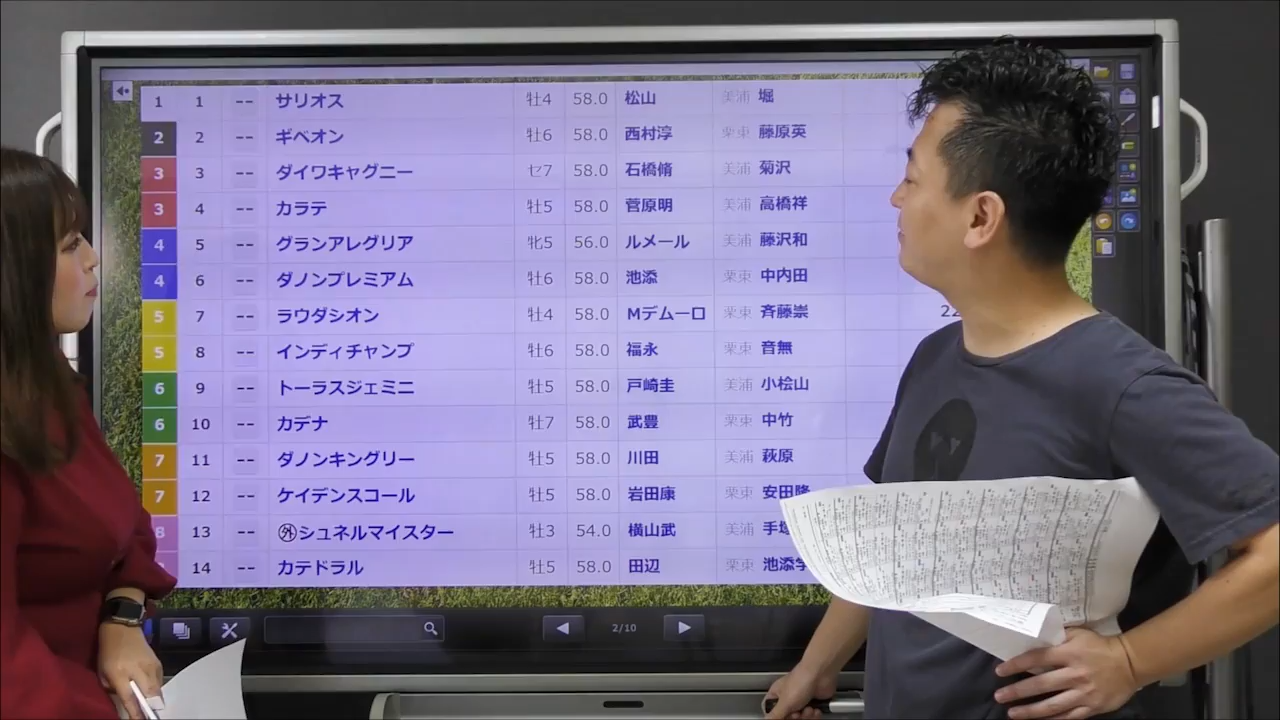 1 1 -- サリオス 牡4 58.0 松山 美浦 堀
2 2 -- ギベオン 牡6 58.0 西村淳 栗東 藤原英
3 3 -- ダイワキャグニー セ7 58.0 石橋脩 美浦 菊沢
3 4 -- カラテ 牡5 58.0 菅原明 美浦 高橋祥
4 5 -- グランアレグリア 牝5 56.0 ルメール 美浦 藤沢和
4 6 -- ダノンプレミアム 牡6 58.0 池添 栗東 中内田
5 7 -- ラウダシオン 牡4 58.0 Mデムーロ 栗東 斉藤崇 22
5 8 -- インディチャンプ 牡6 58.0 福永 栗東 音無
6 9 -- トーラスジェミニ 牡5 58.0 戸崎圭 美浦 小桧山
6 10 -- カデナ 牡7 58.0 武豊 栗東 中竹
7 11 -- ダノンキングリー 牡5 58.0 川田 美浦 萩原
7 12 -- ケイデンスコール 牡5 58.0 岩田康 栗東 安田隆
8 13 -- ㊕シュネルマイスター 牡3 54.0 横山武 美浦 手塚
14 -- カテドラル 牡5 58.0 田辺 栗東 池添学
2/10